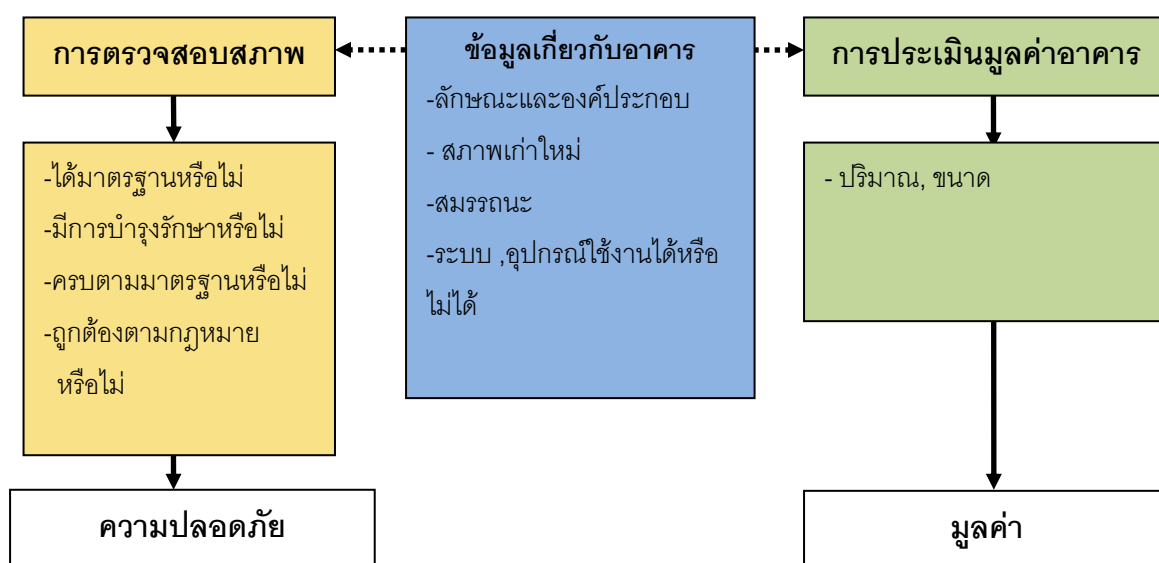 การตรวจสอบสภาพ
-ได้มาตรฐานหรือไม่
-มีการบำรุงรักษาหรือไม่
-ครบตามมาตรฐานหรือไม่
-ถูกต้องตามกฎหมาย
หรือไม่
ความปลอดภัย
ข้อมูลเกี่ยวกับอาคาร
-ลักษณะและองค์ประกอบ
- สภาพเก่าใหม่
-สมรรถนะ
-ระบบ ,อุปกรณ์ใช้งานได้หรือ
ไม่ได้
การประเมินมูลค่าอาคาร
- ปริมาณ, ขนาด
มูลค่า